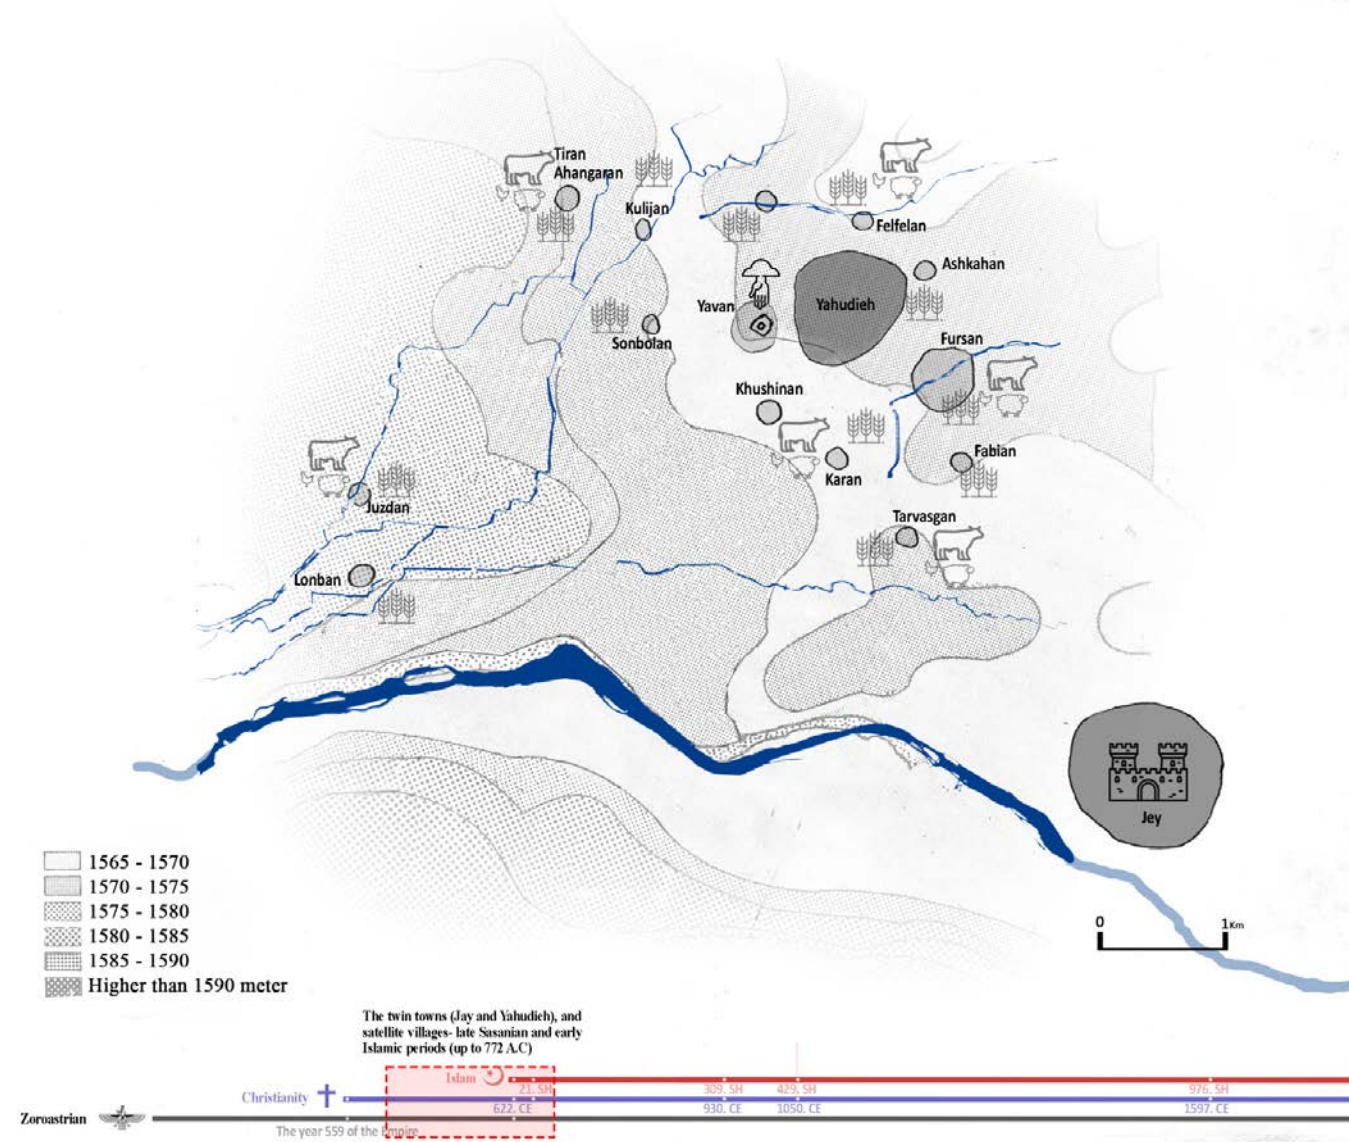 Tiran
Ahangaran
Kulijan
Felfelan
Ashkahan
Yavan
Yahudieh
Sonbolan
Fursan
Khushinan
Karan
Fabian
Juzdan
Tarvasgan
Lonban
Jey
1565 - 1570
1570 - 1575
1575 - 1580
1580 - 1585
1585 - 1590
Higher than 1590 meter
0 1Km
The twin towns (Jay and Yahudieh), and
satellite villages- late Sasanian and early
Islamic periods (up to 772 A.C)
Islam
21. SH 309. SH 429. SH 976. SH
Christianity
622. CE 930. CE 1050. CE 1597. CE
Zoroastrian
The year 559 of the Empire